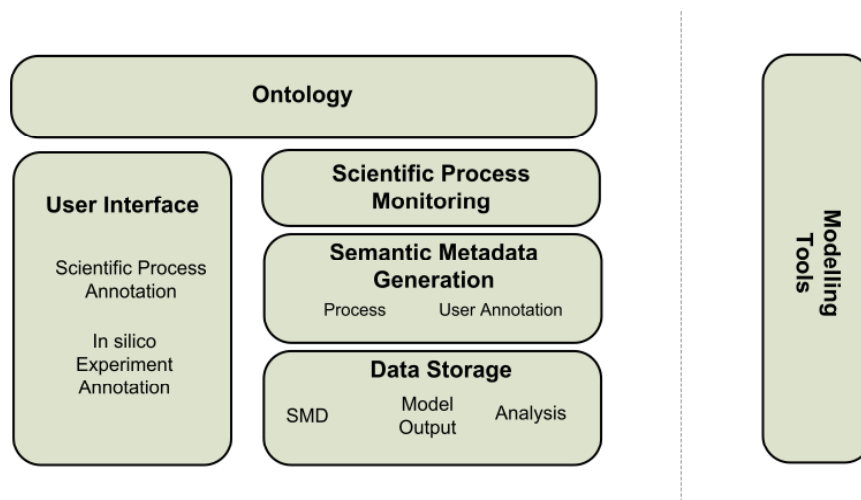 Ontology
User Interface
Scientific Process
Annotation
In silico
Experiment
Annotation
Scientific Process
Monitoring
Semantic Metadata
Generation
Process User Annotation
Data Storage
SMD
Model
Output
Analysis
Modelling
Tools